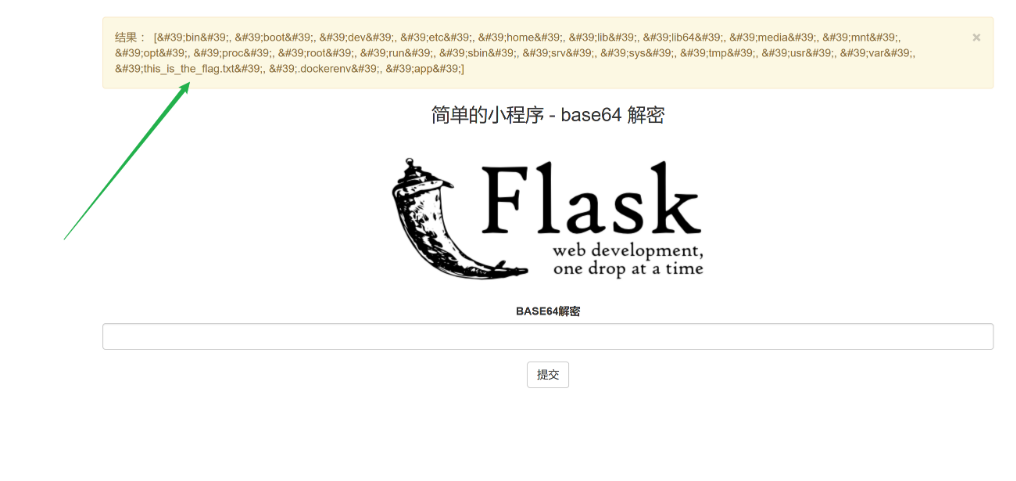 结果： [&#39;bin&#39;, &#39;boot&#39;, &#39;dev&#39;, &#39;etc&#39;, &#39;home&#39;, &#39;lib&#39;, &#39;lib64&#39;, &#39;media&#39;, &#39;mnt&#39;,
&#39;opt&#39;, &#39;proc&#39;, &#39;root&#39;, &#39;run&#39;, &#39;sbin&#39;, &#39;srv&#39;, &#39;sys&#39;, &#39;tmp&#39;, &#39;usr&#39;, &#39;var&#39;,
&#39;this_is_the_flag.txt&#39;, &#39;.dockerenv&#39;, &#39;app&#39;]
×
简单的小程序 - base64 解密
Flask
web development,
one drop at a time
BASE64解密
提交